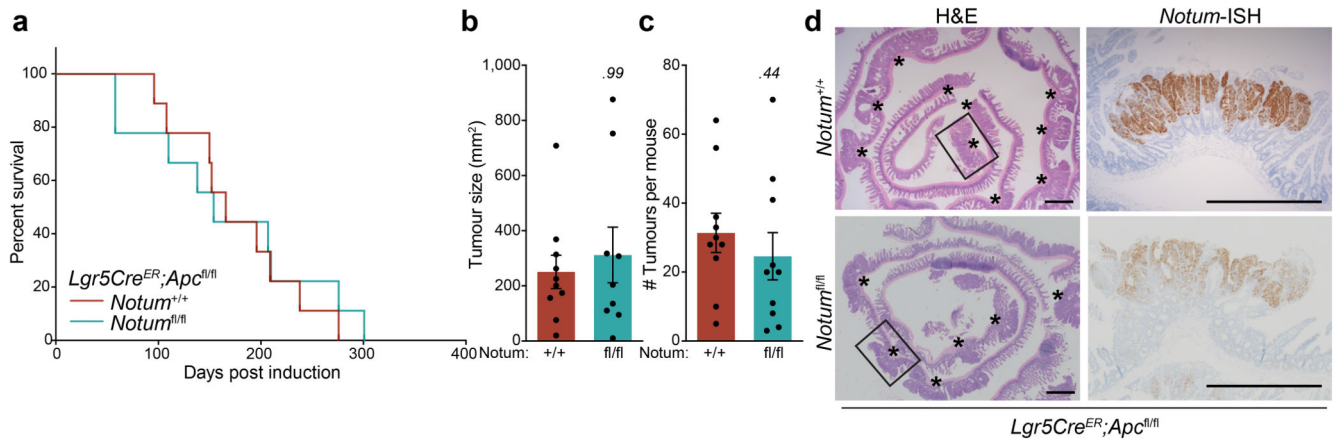 a
Percent survival
100
80
60
40
20
0
0 100 200 300 400
Days post induction
Lgr5Cre^ER;Apc^fl/fl
Notum^+/+
Notum^fl/fl
b
Tumour size (mm²)
1,000
800
600
400
200
0
.99
Notum: +/+ fl/fl
c
# Tumours per mouse
80
60
40
20
0
.44
Notum: +/+ fl/fl
d
H&E
Notum-ISH
Notum^+/+
* * * * * * * * * *
Notum^fl/fl
* * * * * *
Lgr5Cre^ER;Apc^fl/fl